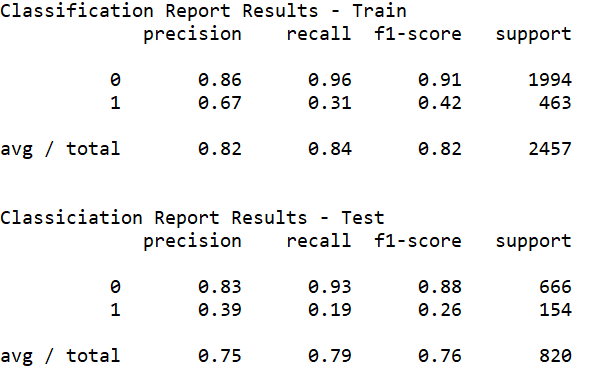 Classification Report Results - Train
precision recall f1-score support
0 0.86 0.96 0.91 1994
1 0.67 0.31 0.42 463
avg / total 0.82 0.84 0.82 2457
Classiciation Report Results - Test
precision recall f1-score support
0 0.83 0.93 0.88 666
1 0.39 0.19 0.26 154
avg / total 0.75 0.79 0.76 820